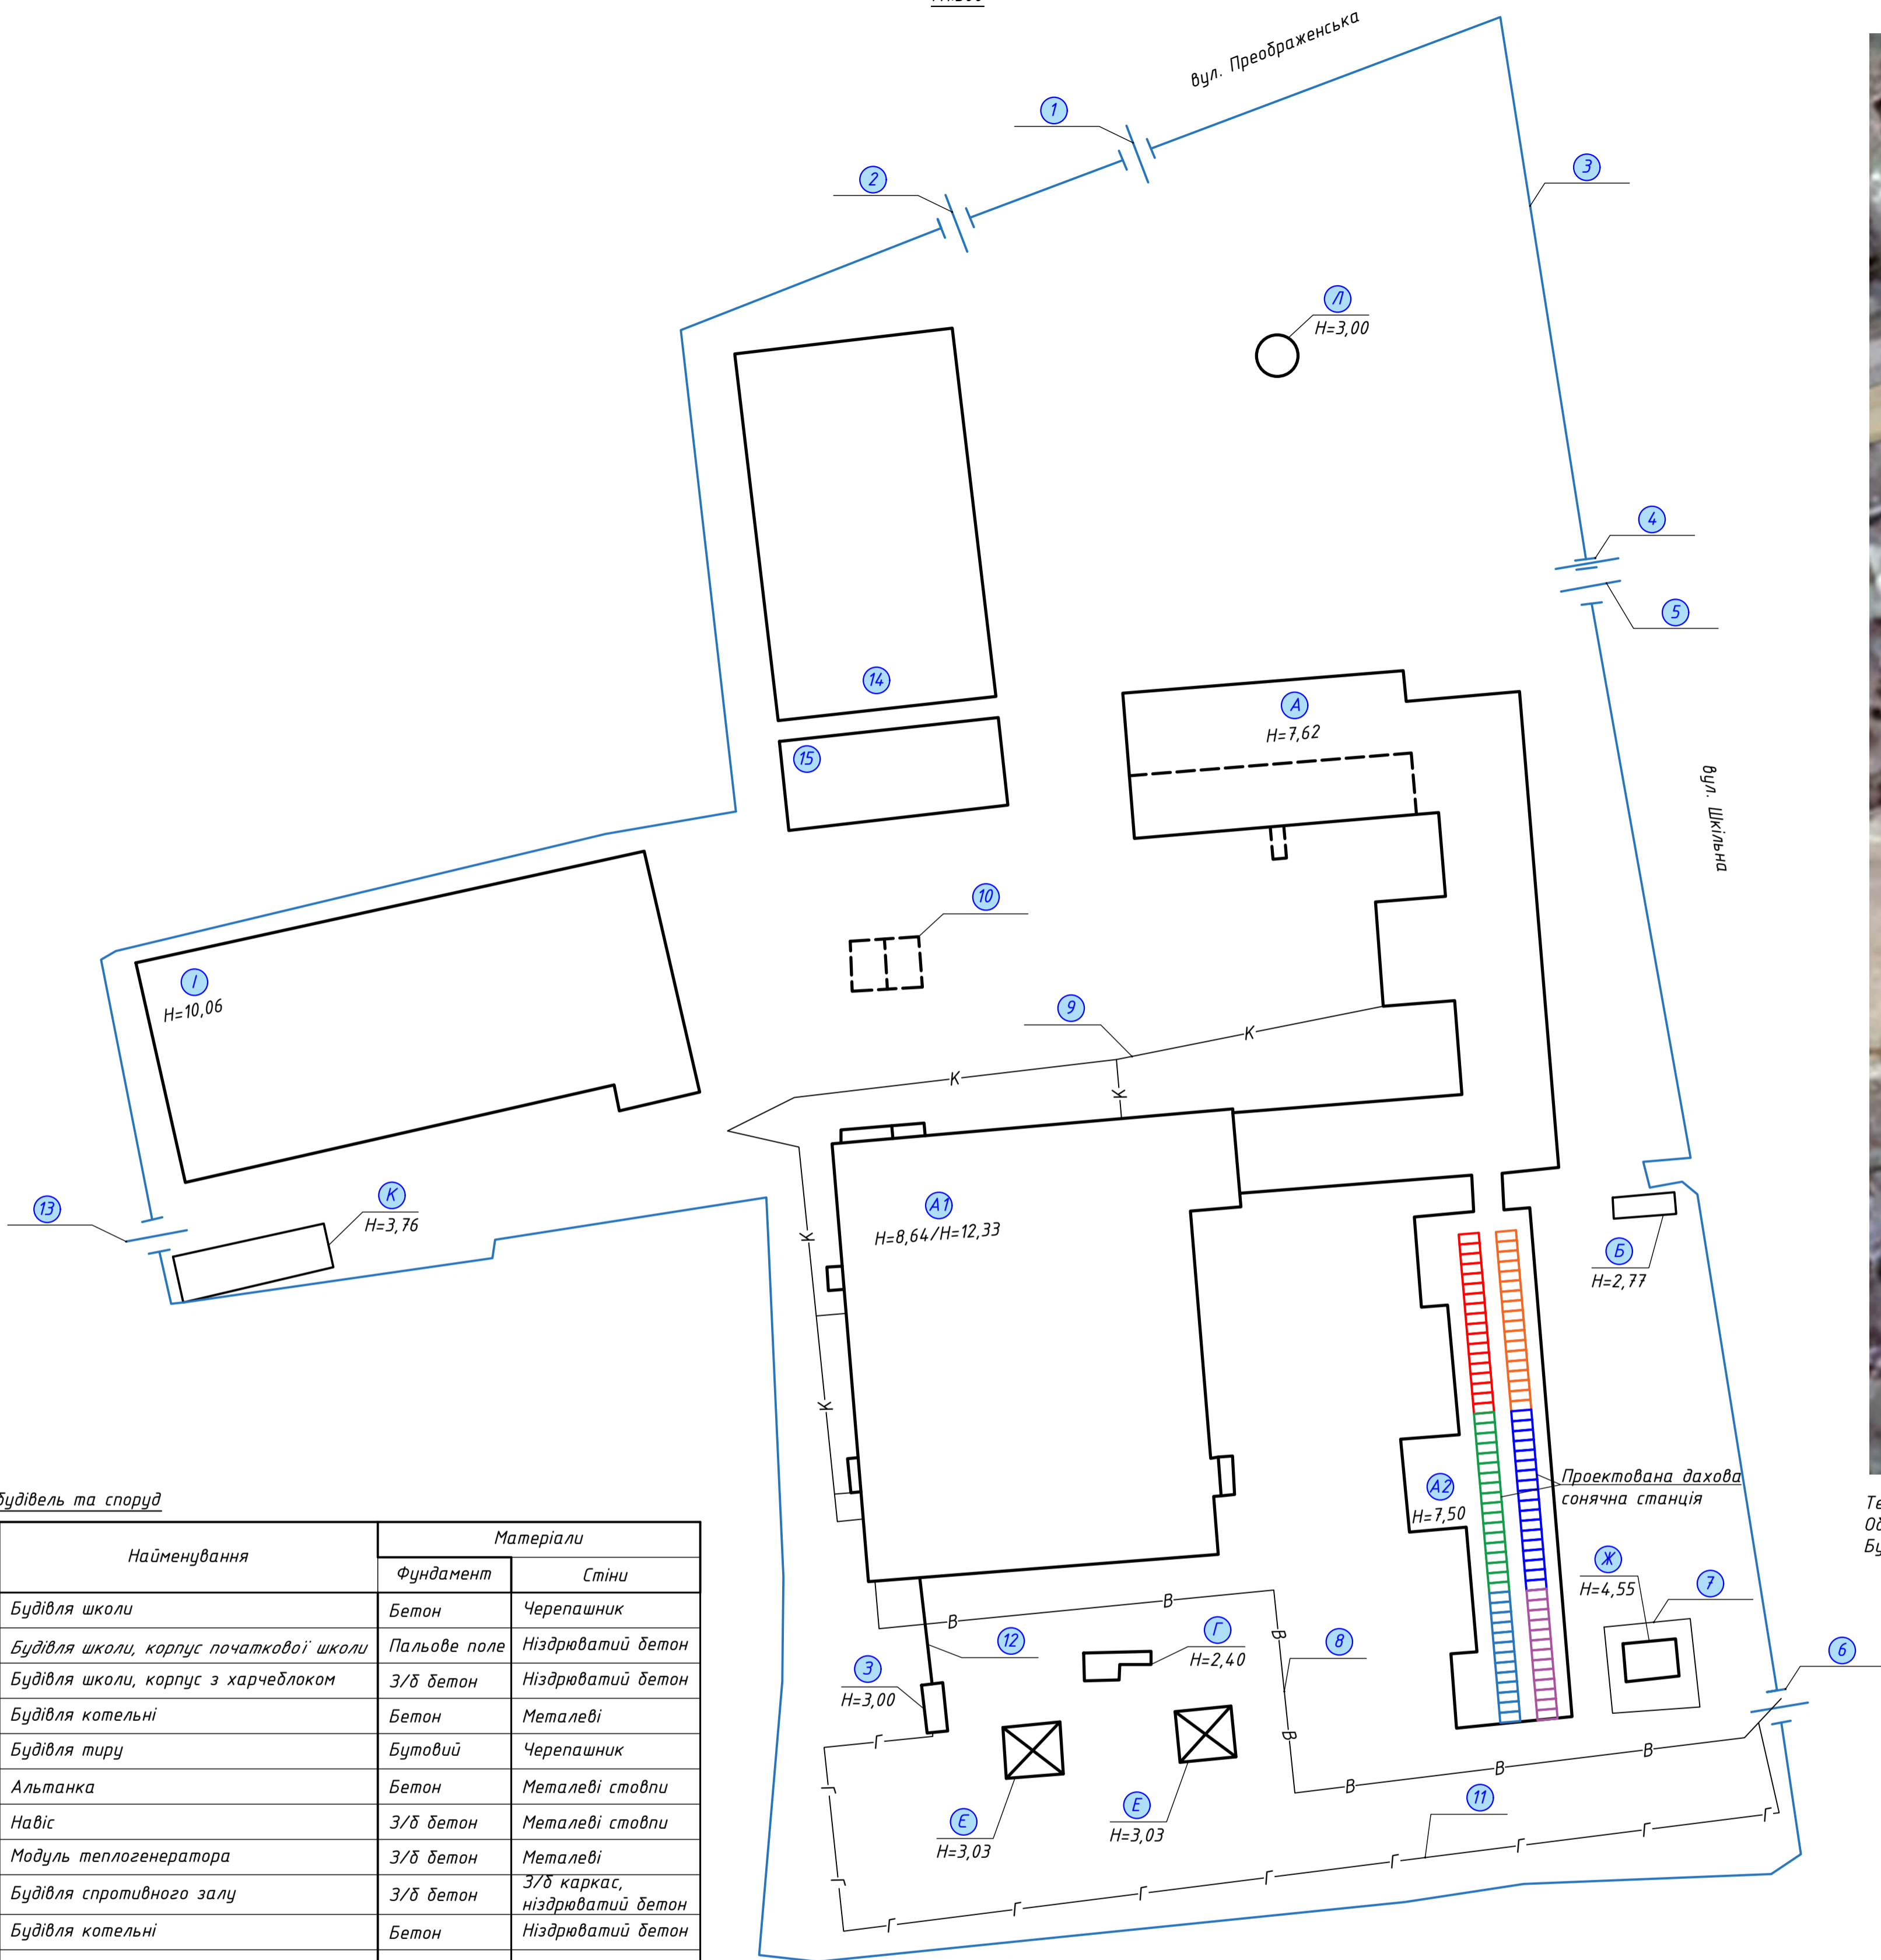 вул. Преображенська
1
2
3
Л
Н=3,00
4
5
14
А
Н=7,62
15
вул. Шкільна
10
І
Н=10,06
9
К
К
К
13
К
Н=3,76
А1
Н=8,64/Н=12,33
К
Б
Н=2,77
К
А2
Н=7,50
Проектована дахова
сонячна станція
Ж
Н=4,55
7
В
В
12
Г
Н=2,40
В
8
6
З
Н=3,00
Г
В
В
В
В
Г
Е
Н=3,03
Е
Н=3,03
11
Г
Г
Г
Г
Г
Г
Г
Г
Г
будівель та споруд
Найменування
Матеріали
Фундамент
Стіни
Будівля школи
Бетон
Черепашник
Будівля школи, корпус початкової школи
Пальове поле
Ніздрюватий бетон
Будівля школи, корпус з харчеблоком
З/б бетон
Ніздрюватий бетон
Будівля котельні
Бетон
Металеві
Будівля тиру
Бутовий
Черепашник
Альтанка
Бетон
Металеві стовпи
Навіс
З/б бетон
Металеві стовпи
Модуль теплогенератора
З/б бетон
Металеві
Будівля спротивного залу
З/б бетон
З/б каркас,
ніздрюватий бетон
Будівля котельні
Бетон
Ніздрюватий бетон